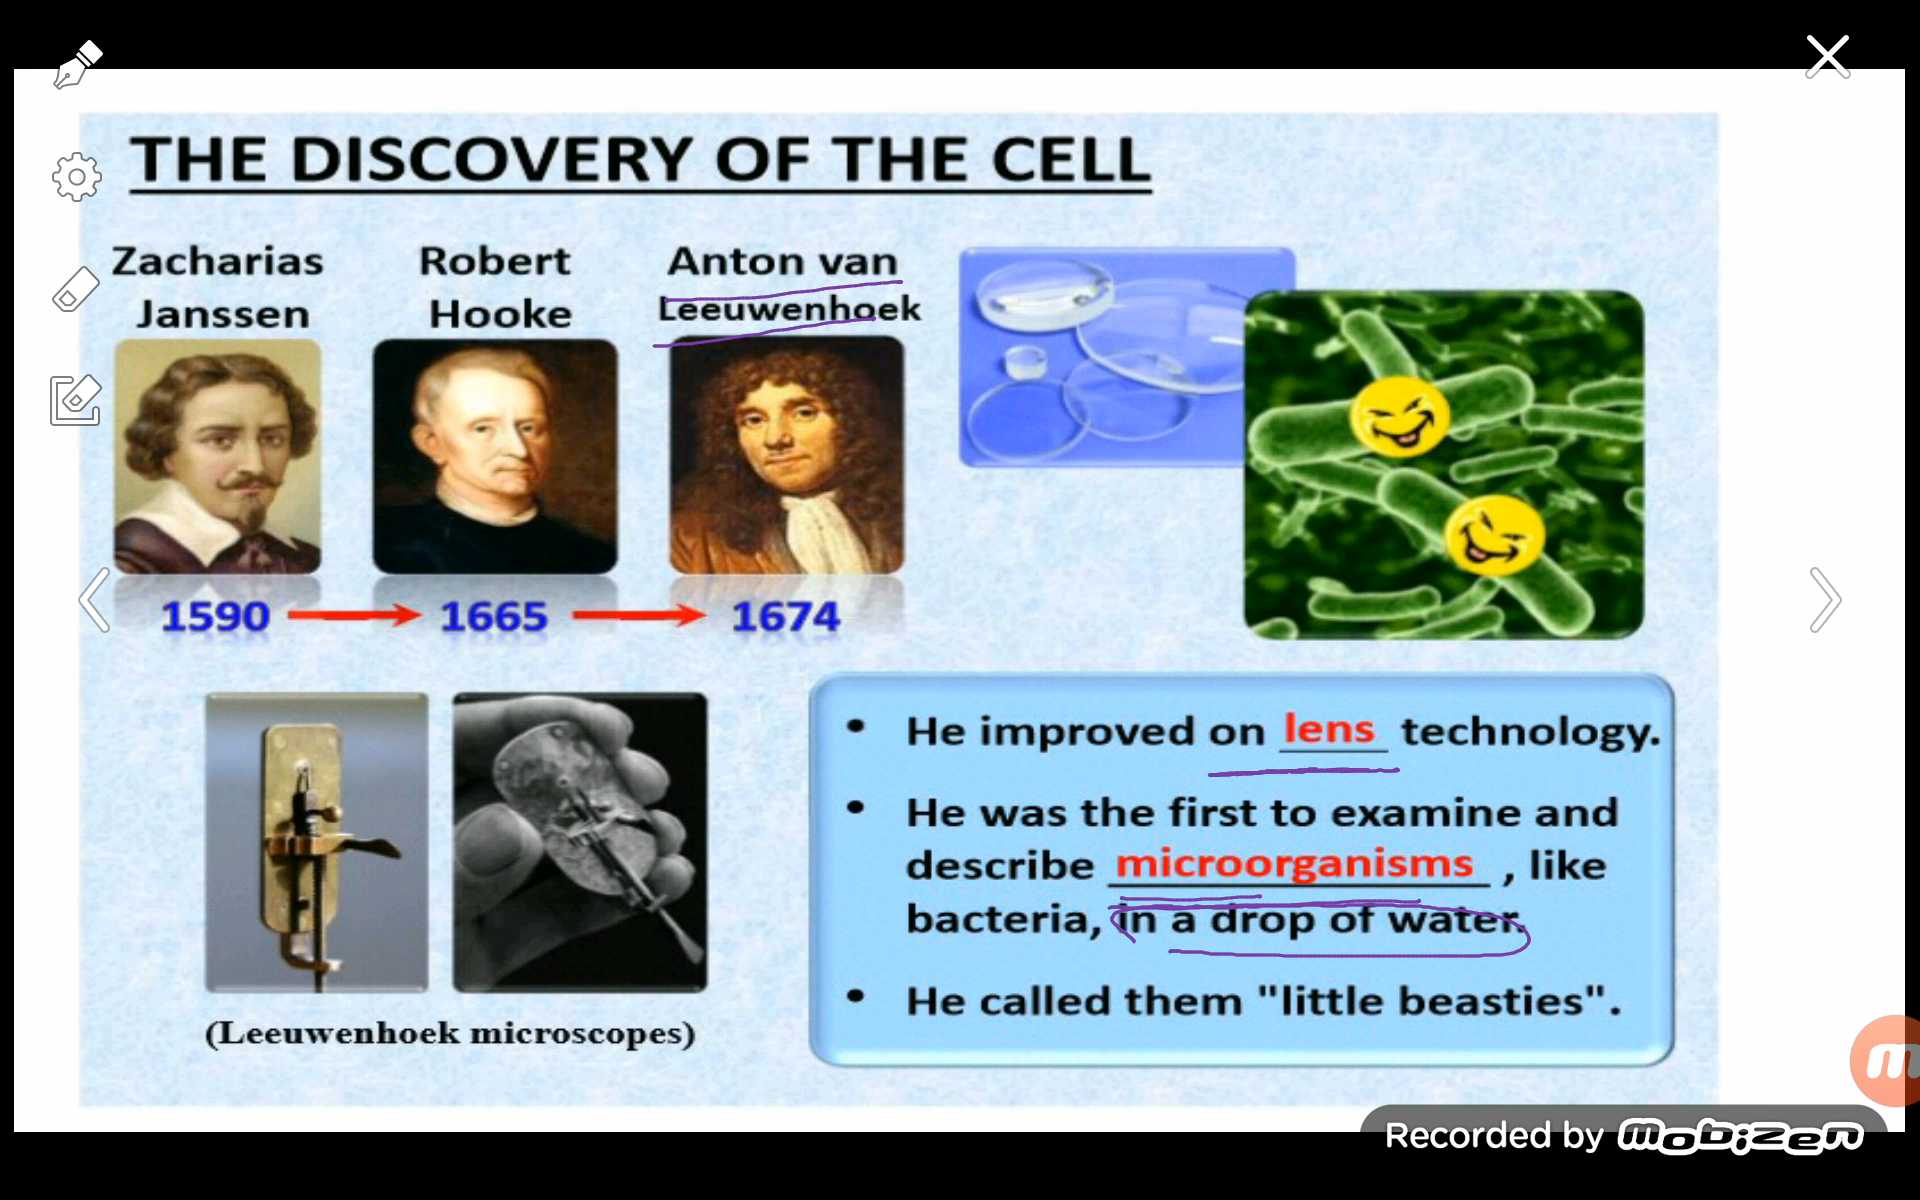 THE DISCOVERY OF THE CELL
Zacharias
Janssen
Robert
Hooke
Anton van
Leeuwenhoek
1590
1665
1674
(Leeuwenhoek microscopes)
• He improved on lens technology.
• He was the first to examine and
describe microorganisms , like
bacteria, in a drop of water.
• He called them "little beasties".
Recorded by mobizen